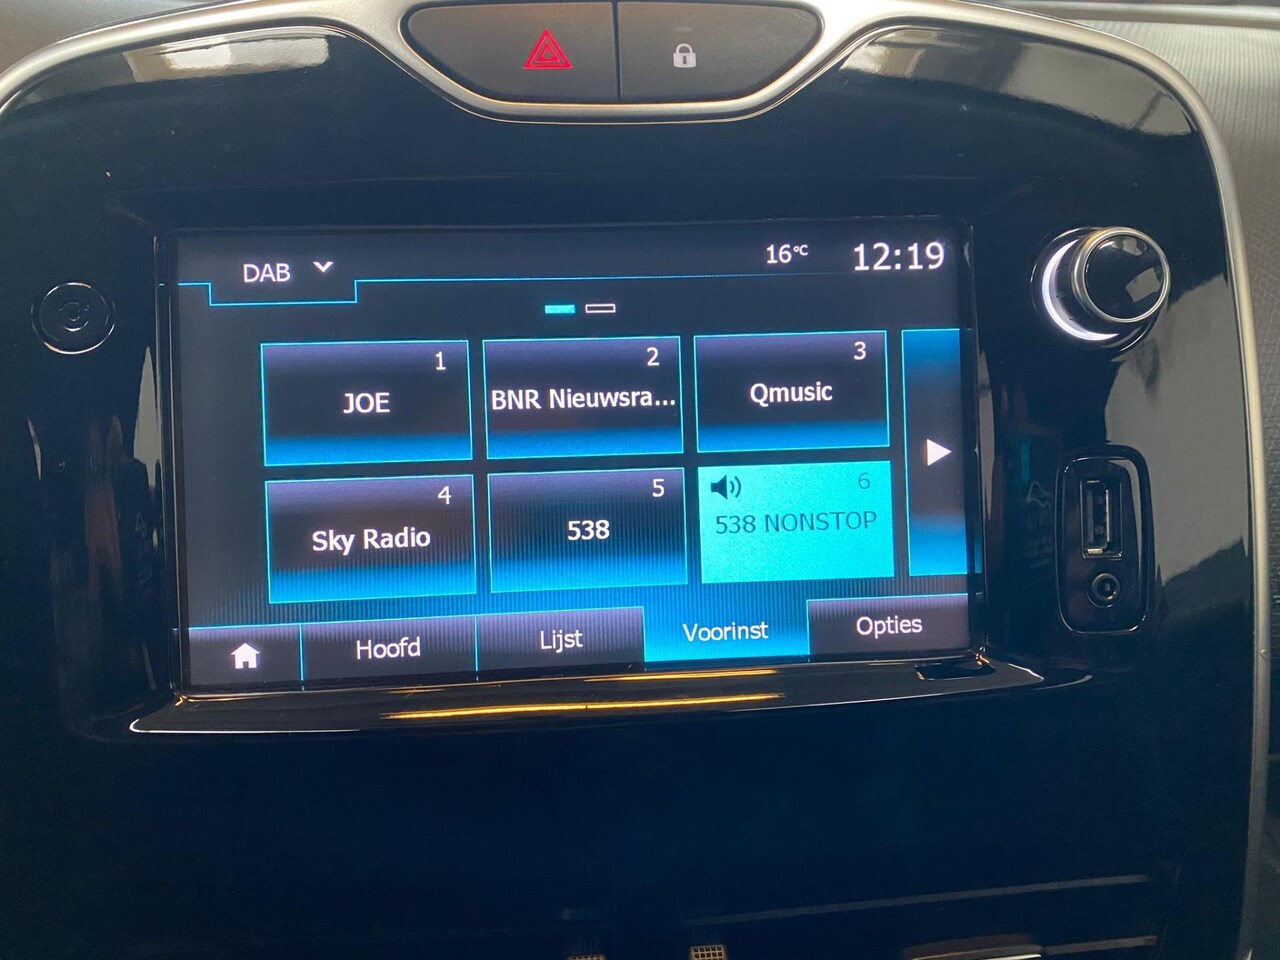 DAB
16°C
12:19
1
JOE
2
BNR Nieuwsra...
3
Qmusic
4
Sky Radio
5
538
6
538 NONSTOP
Hoofd
Lijst
Voorinst
Opties